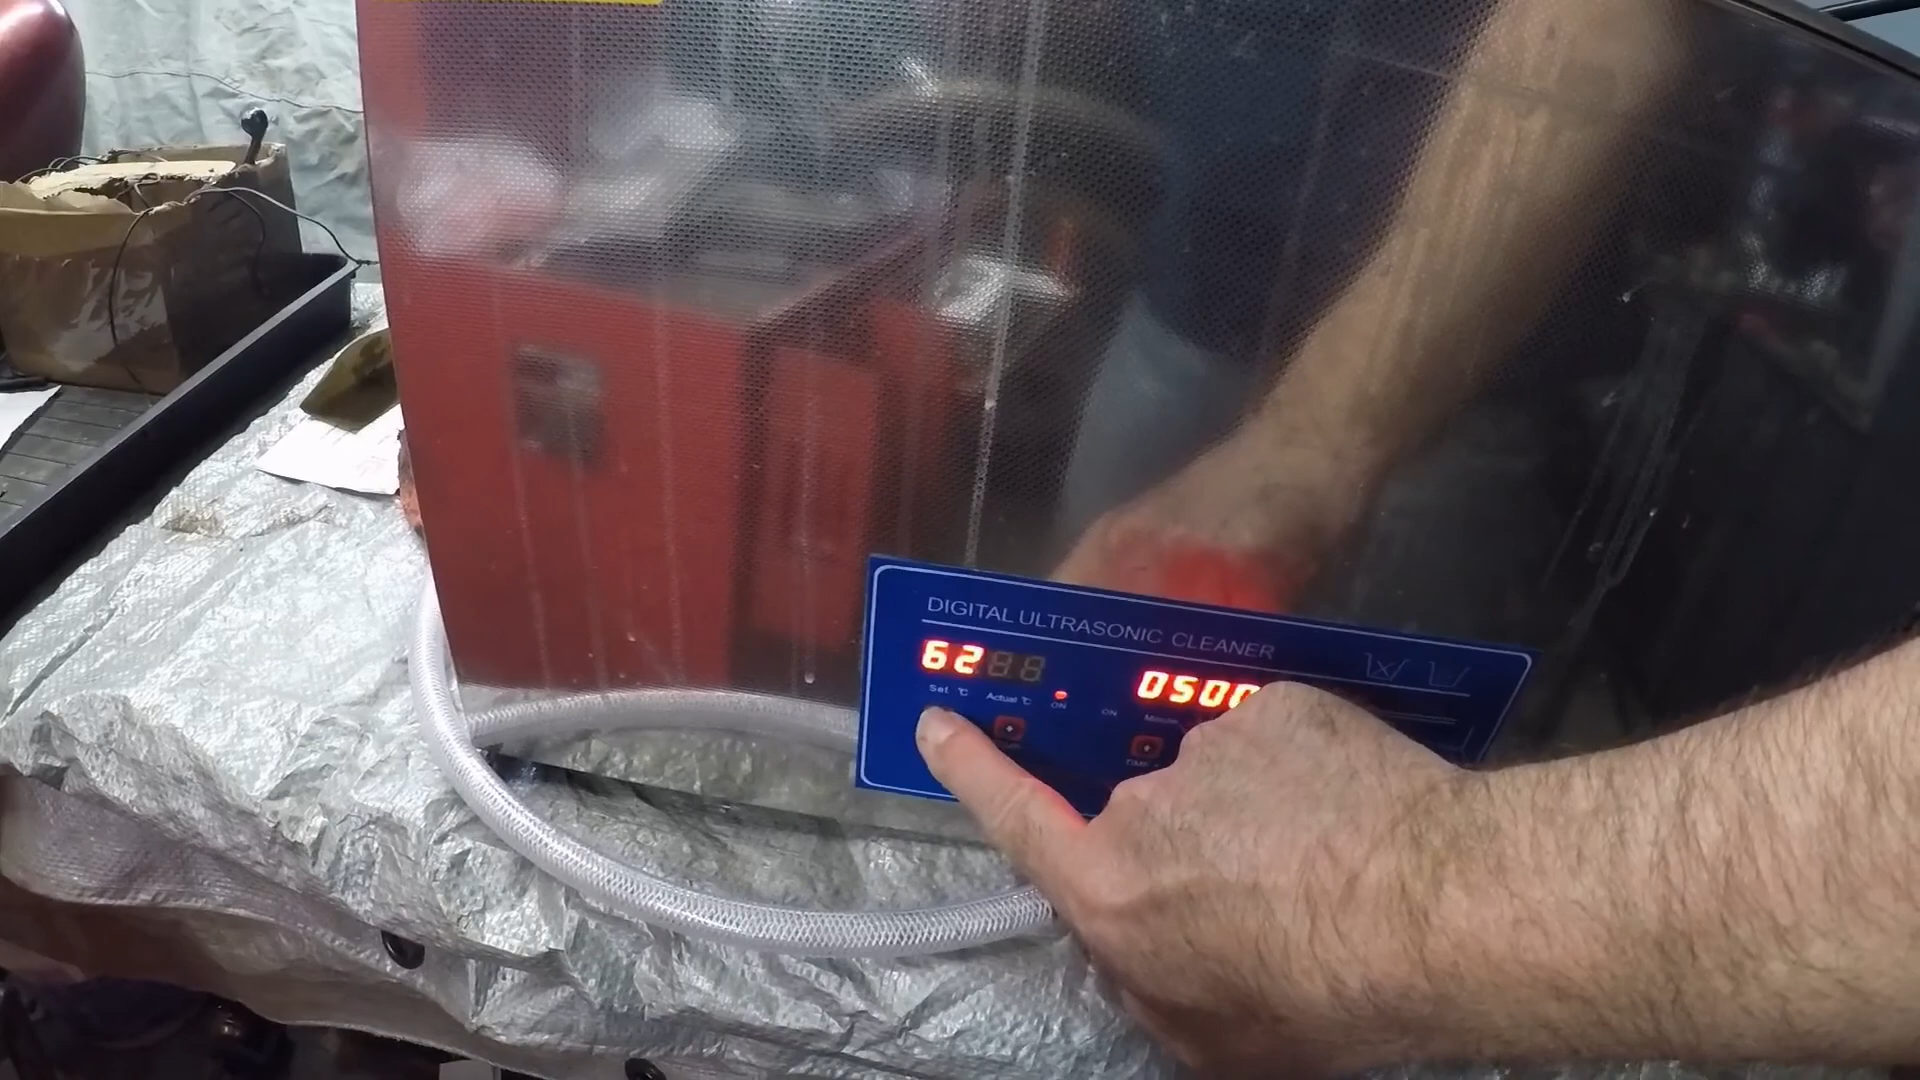 DIGITAL ULTRASONIC CLEANER
62 0500
Set °C Actual °C ON ON Minute